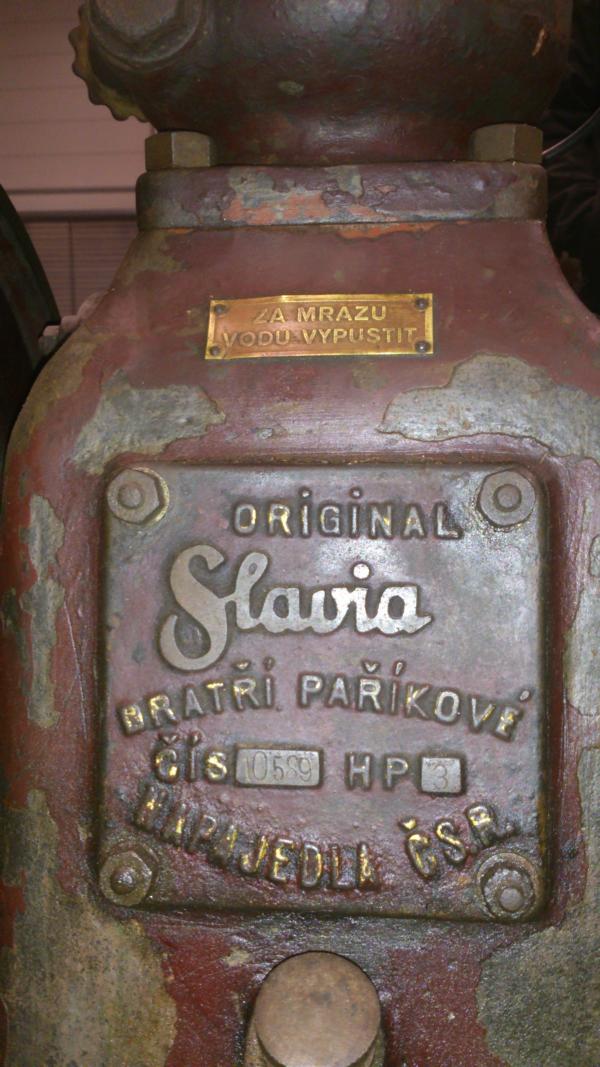 ZA MRAZU
VODU VYPUSTIT
ORIGINAL
Slavia
BRATŘÍ PAŘÍKOVÉ
ČÍS 10589 HP 3
NAPAJEDLA ČS.R.